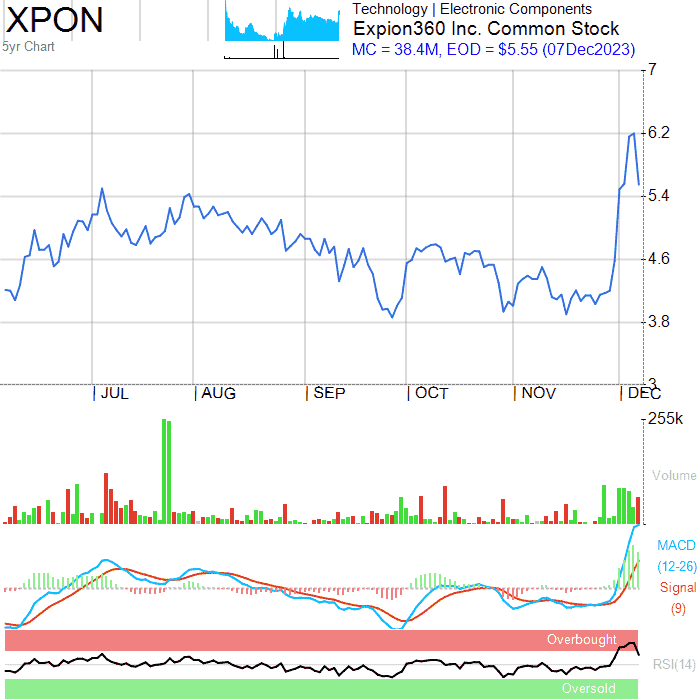 XPON
5yr Chart
Technology | Electronic Components
Expion360 Inc. Common Stock
MC = 38.4M, EOD = $5.55 (07Dec2023)
7
6.2
5.4
4.6
3.8
3
JUL AUG SEP OCT NOV DEC
255k
Volume
MACD
(12-26)
Signal
(9)
Overbought
RSI(14)
Oversold